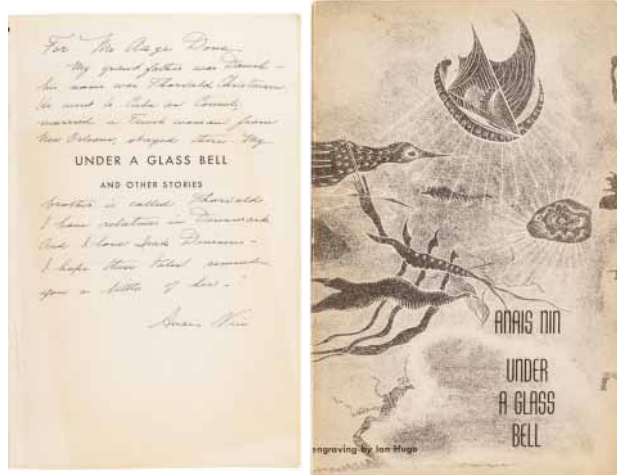 For Mr Aage Dons
My grandfather was Danish –
his name was Thorvald Christensen
He went to Cuba as Consul,
married a French woman from
New Orleans, stayed there. My
UNDER A GLASS BELL
AND OTHER STORIES
brother is called Thorvald
I have relatives in Denmark
And I love Isak Dinesen –
I hope these tales remind
you a little of her –
Anais Nin
ANAIS NIN
UNDER
A GLASS
BELL
engraving by Ian Hugo